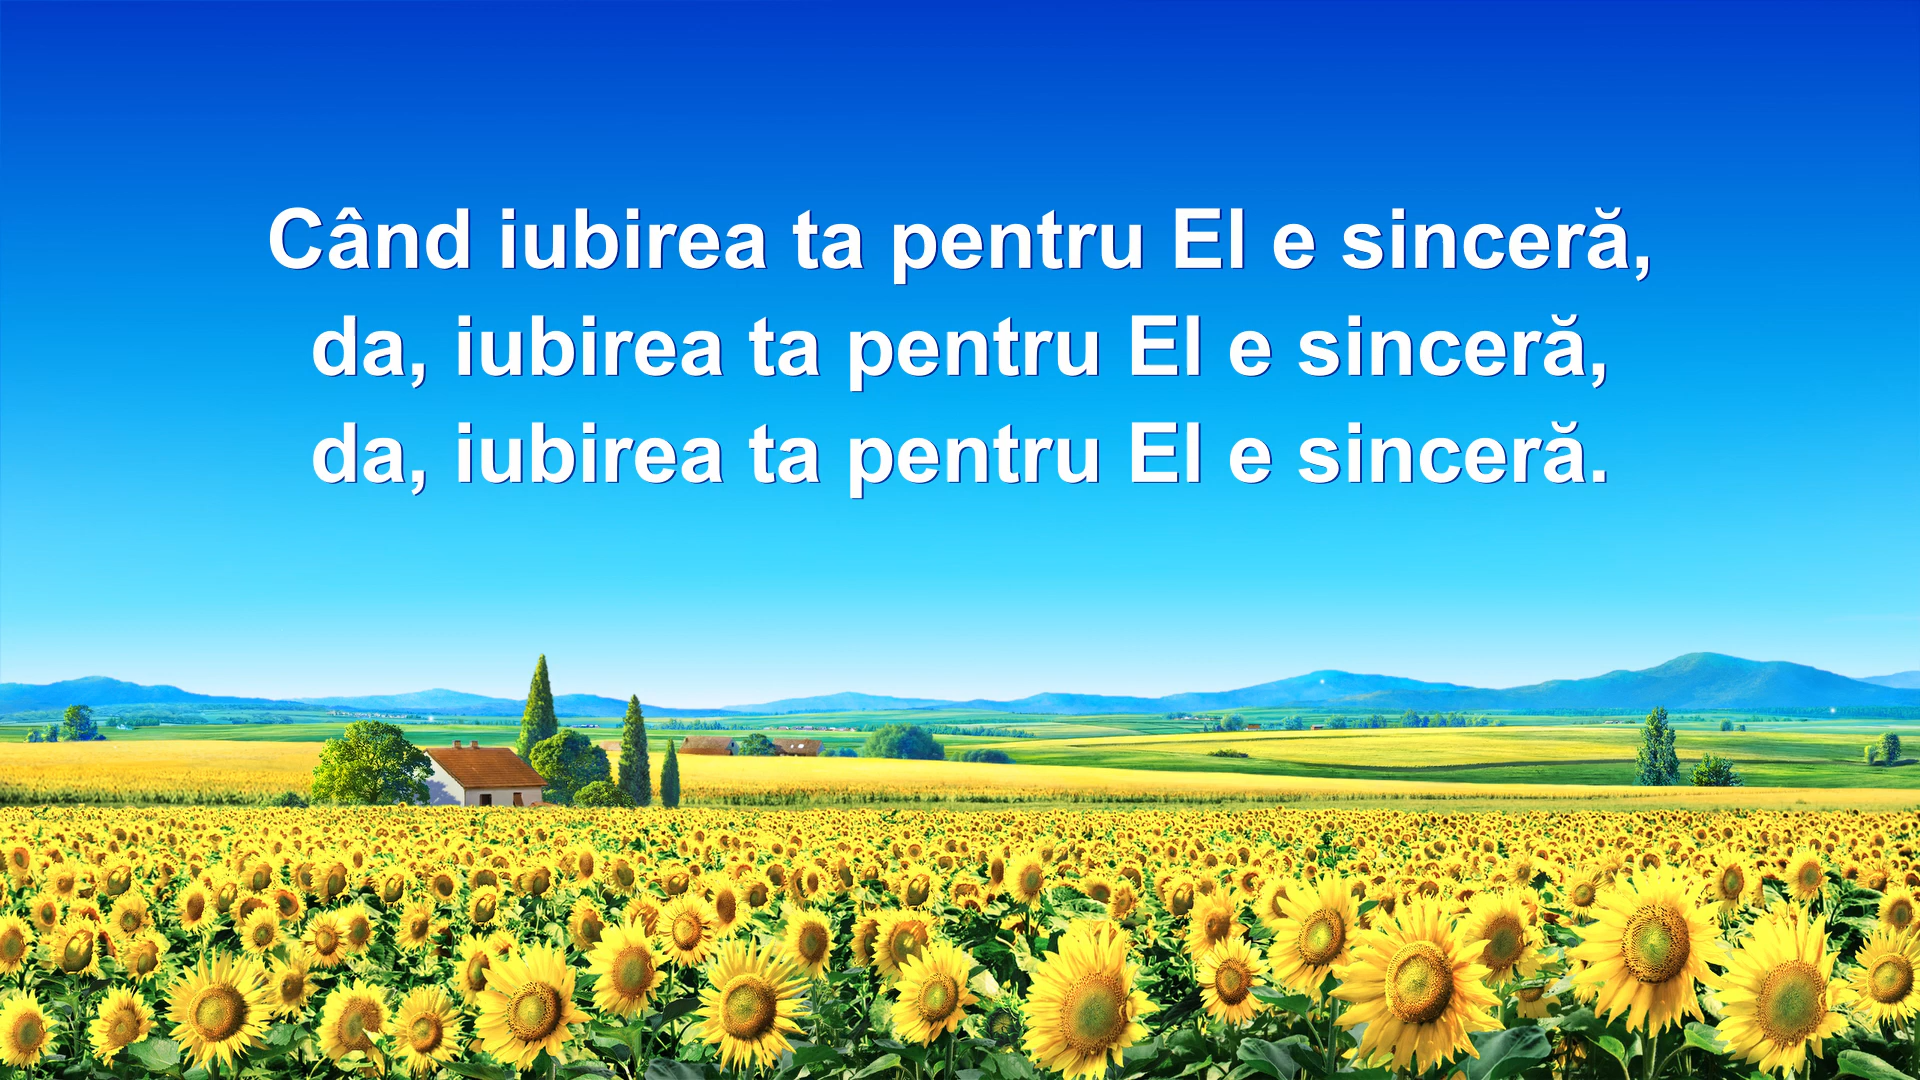 Când iubirea ta pentru El e sinceră,
da, iubirea ta pentru El e sinceră,
da, iubirea ta pentru El e sinceră.